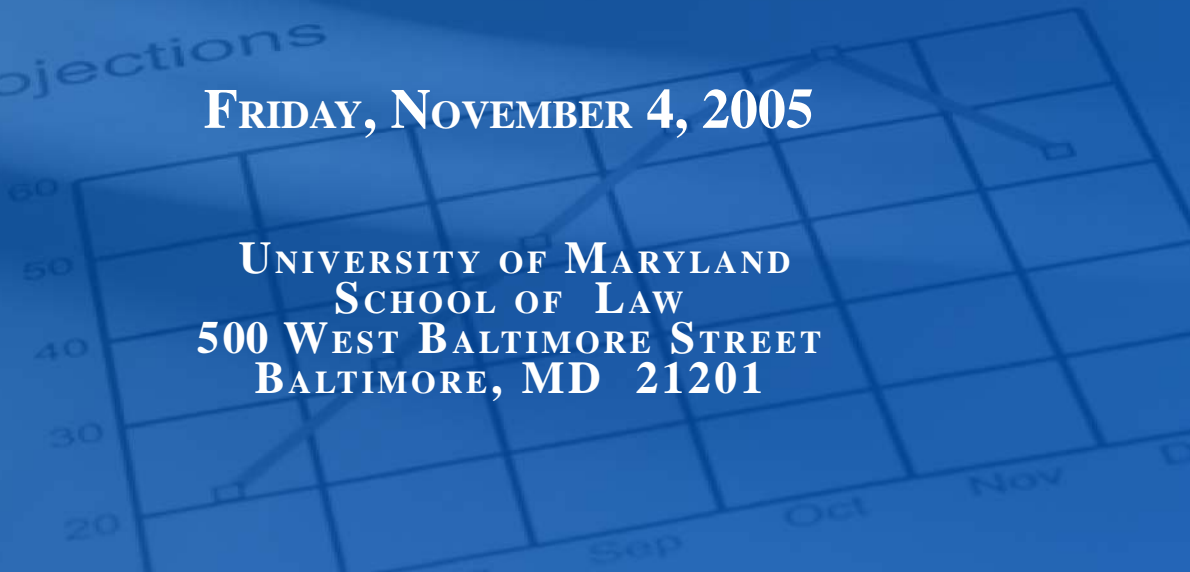 ojections
FRIDAY, NOVEMBER 4, 2005
60
UNIVERSITY OF MARYLAND
50
SCHOOL OF LAW
40
500 WEST BALTIMORE STREET
BALTIMORE, MD 21201
30
20
Sep
Oct
Nov